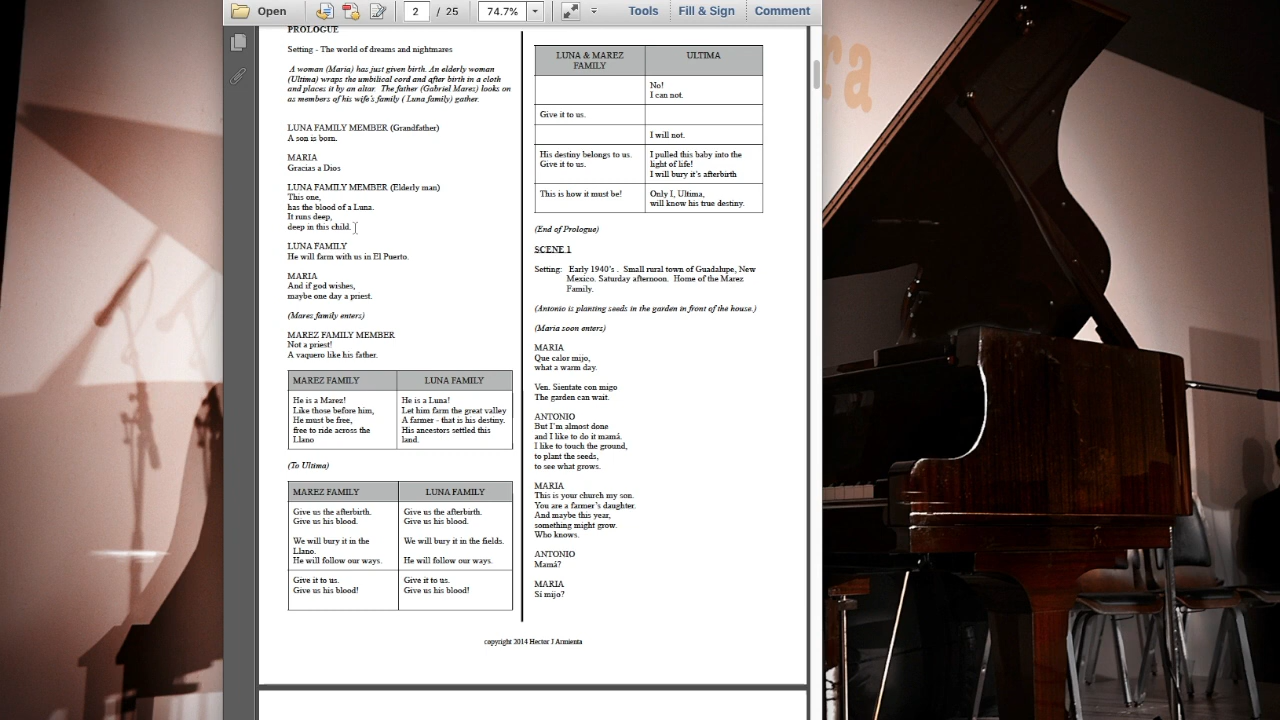 Open
2 / 25
74.7%
Tools
Fill & Sign
Comment
PROLOGUE
Setting - The world of dreams and nightmares
A woman (Maria) has just given birth. An elderly woman
(Ultima) wraps the umbilical cord and after birth in a cloth
and places it by an altar. The father (Gabriel Marez) looks on
as members of his wife's family ( Luna family) gather.
LUNA FAMILY MEMBER (Grandfather)
A son is born.
MARIA
Gracias a Dios
LUNA FAMILY MEMBER (Elderly man)
This one,
has the blood of a Luna.
It runs deep,
deep in this child.
LUNA FAMILY
He will farm with us in El Puerto.
MARIA
And if god wishes,
maybe one day a priest.
(Mares family enters)
MAREZ FAMILY MEMBER
Not a priest!
A vaquero like his father.
MAREZ FAMILY
He is a Marez!
Like those before him,
He must be free,
free to ride across the
Llano
LUNA FAMILY
He is a Luna!
Let him farm the great valley
A farmer - that is his destiny.
His ancestors settled this
land.
(To Ultima)
MAREZ FAMILY
LUNA FAMILY
Give us the afterbirth.
Give us his blood.
We will bury it in the
Llano.
He will follow our ways.
Give us the afterbirth.
Give us his blood.
We will bury it in the fields.
He will follow our ways.
Give it to us.
Give us his blood!
Give it to us.
Give us his blood!
LUNA & MAREZ
FAMILY
ULTIMA
No!
I can not.
Give it to us.
I will not.
His destiny belongs to us.
Give it to us.
I pulled this baby into the
light of life!
I will bury it's afterbirth
This is how it must be!
Only I, Ultima,
will know his true destiny.
(End of Prologue)
SCENE 1
Setting: Early 1940's . Small rural town of Guadalupe, New
Mexico. Saturday afternoon. Home of the Marez
Family.
(Antonio is planting seeds in the garden in front of the house.)
(Maria soon enters)
MARIA
Que calor mijo,
what a warm day.
Ven. Sientate con migo
The garden can wait.
ANTONIO
But I'm almost done
and I like to do it mamá.
I like to touch the ground,
to plant the seeds,
to see what grows.
MARIA
This is your church my son.
You are a farmer's daughter.
And maybe this year,
something might grow.
Who knows.
ANTONIO
Mamá?
MARIA
Si mijo?
copyright 2014 Hector J Armienta
ra